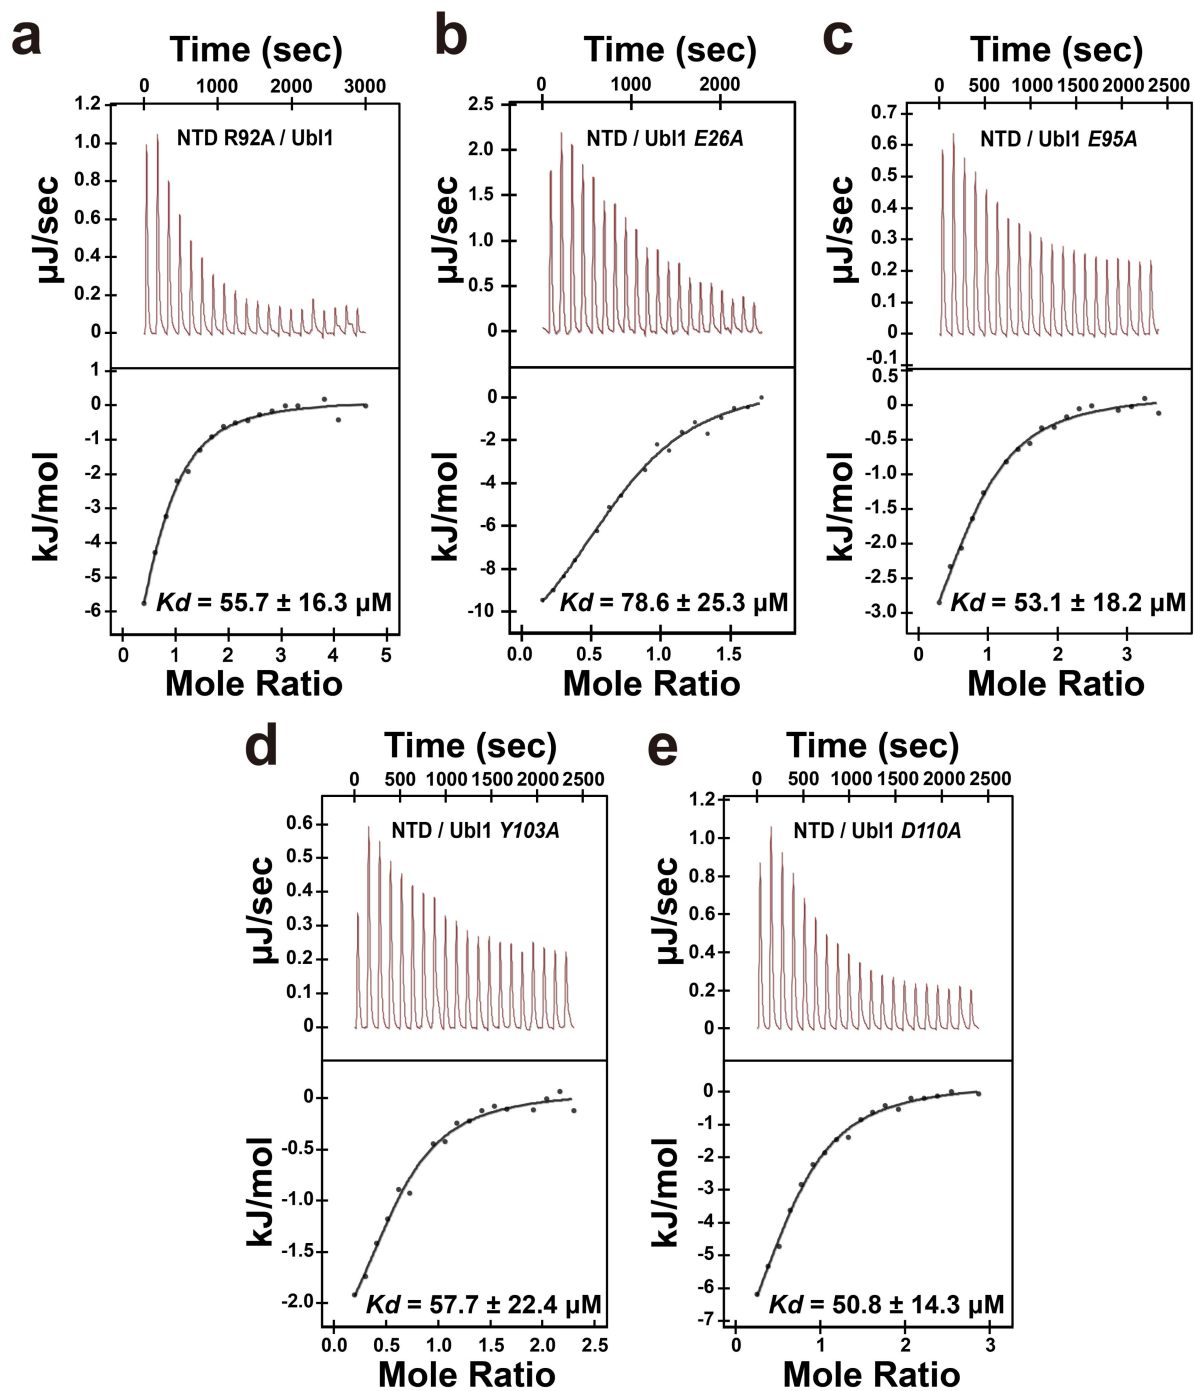 a
Time (sec)
0 1000 2000 3000
1.2
1.0
0.8
0.6
0.4
0.2
0
µJ/sec
NTD R92A / Ubl1
1
0
-1
-2
-3
-4
-5
-6
kJ/mol
Kd = 55.7 ± 16.3 µM
0 1 2 3 4 5
Mole Ratio
b
Time (sec)
0 1000 2000
2.5
2.0
1.5
1.0
0.5
0
µJ/sec
NTD / Ubl1 E26A
0
-2
-4
-6
-8
-10
kJ/mol
Kd = 78.6 ± 25.3 µM
0.0 0.5 1.0 1.5
Mole Ratio
c
Time (sec)
0 500 1000 1500 2000 2500
0.7
0.6
0.5
0.4
0.3
0.2
0.1
0
-0.1
µJ/sec
NTD / Ubl1 E95A
0.5
0
-0.5
-1.0
-1.5
-2.0
-2.5
-3.0
kJ/mol
Kd = 53.1 ± 18.2 µM
0 1 2 3
Mole Ratio
d
Time (sec)
0 500 1000 1500 2000 2500
0.6
0.5
0.4
0.3
0.2
0.1
0
µJ/sec
NTD / Ubl1 Y103A
0
-0.5
-1.0
-1.5
-2.0
kJ/mol
Kd = 57.7 ± 22.4 µM
0.0 0.5 1.0 1.5 2.0 2.5
Mole Ratio
e
Time (sec)
0 500 1000 1500 2000 2500
1.2
1.0
0.8
0.6
0.4
0.2
0
µJ/sec
NTD / Ubl1 D110A
0
-1
-2
-3
-4
-5
-6
-7
kJ/mol
Kd = 50.8 ± 14.3 µM
0 1 2 3
Mole Ratio